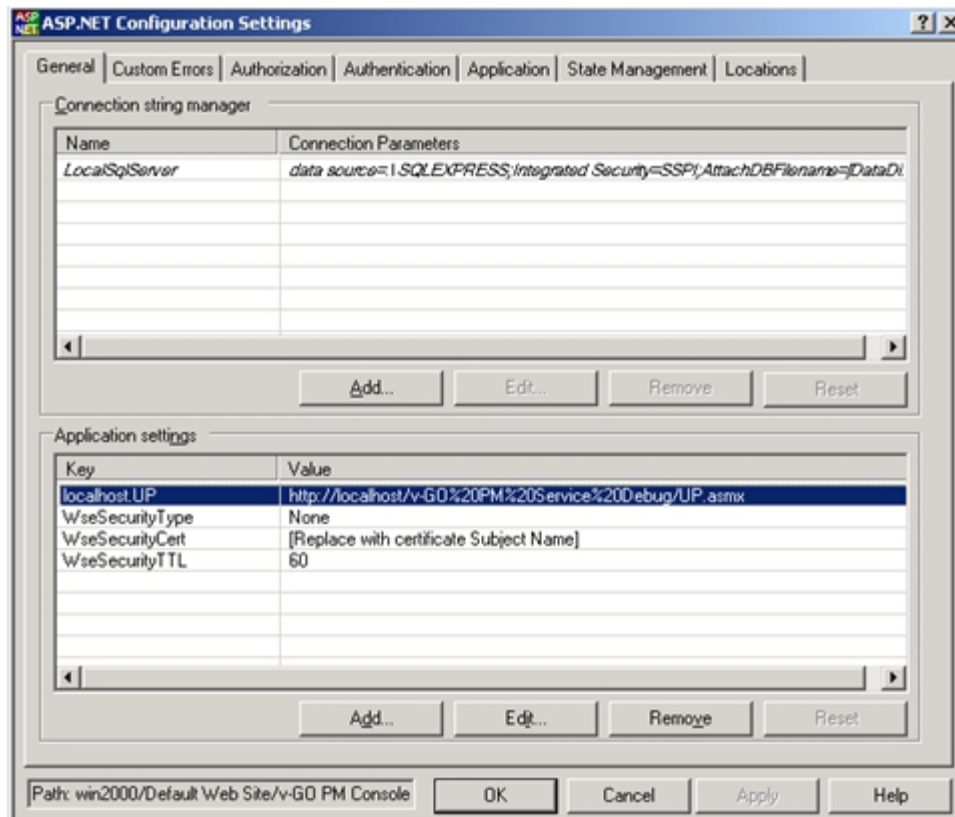 ASP.NET Configuration Settings
General Custom Errors Authorization Authentication Application State Management Locations
Connection string manager
Name Connection Parameters
LocalSqlServer data source=.\SQLEXPRESS;Integrated Security=SSPI;AttachDBFilename=|DataDi
Add... Edit... Remove Reset
Application settings
Key Value
localhost.UP http://localhost/v-GO%20PM%20Service%20Debug/UP.asmx
WseSecurityType None
WseSecurityCert [Replace with certificate Subject Name]
WseSecurityTTL 60
Add... Edit... Remove Reset
Path: win2000/Default Web Site/v-GO PM Console OK Cancel Apply Help